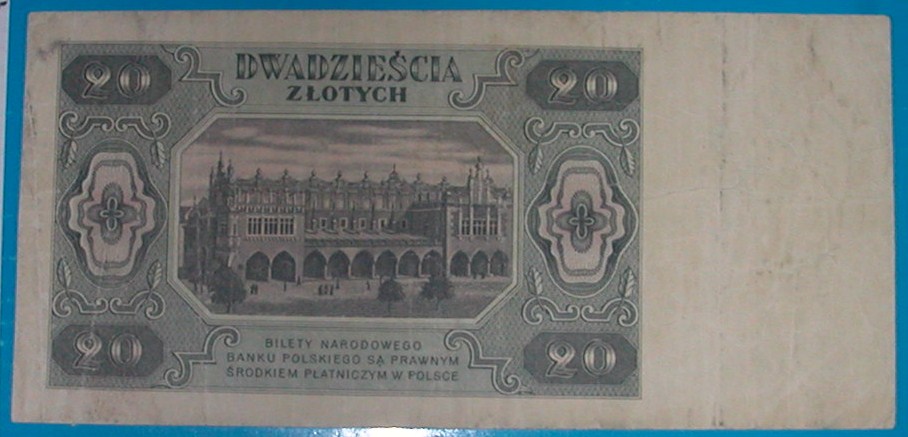 20 DWADZIEŚCIA 20
ZŁOTYCH
20 BILETY NARODOWEGO 20
BANKU POLSKIEGO SĄ PRAWNYM
ŚRODKIEM PŁATNICZYM W POLSCE